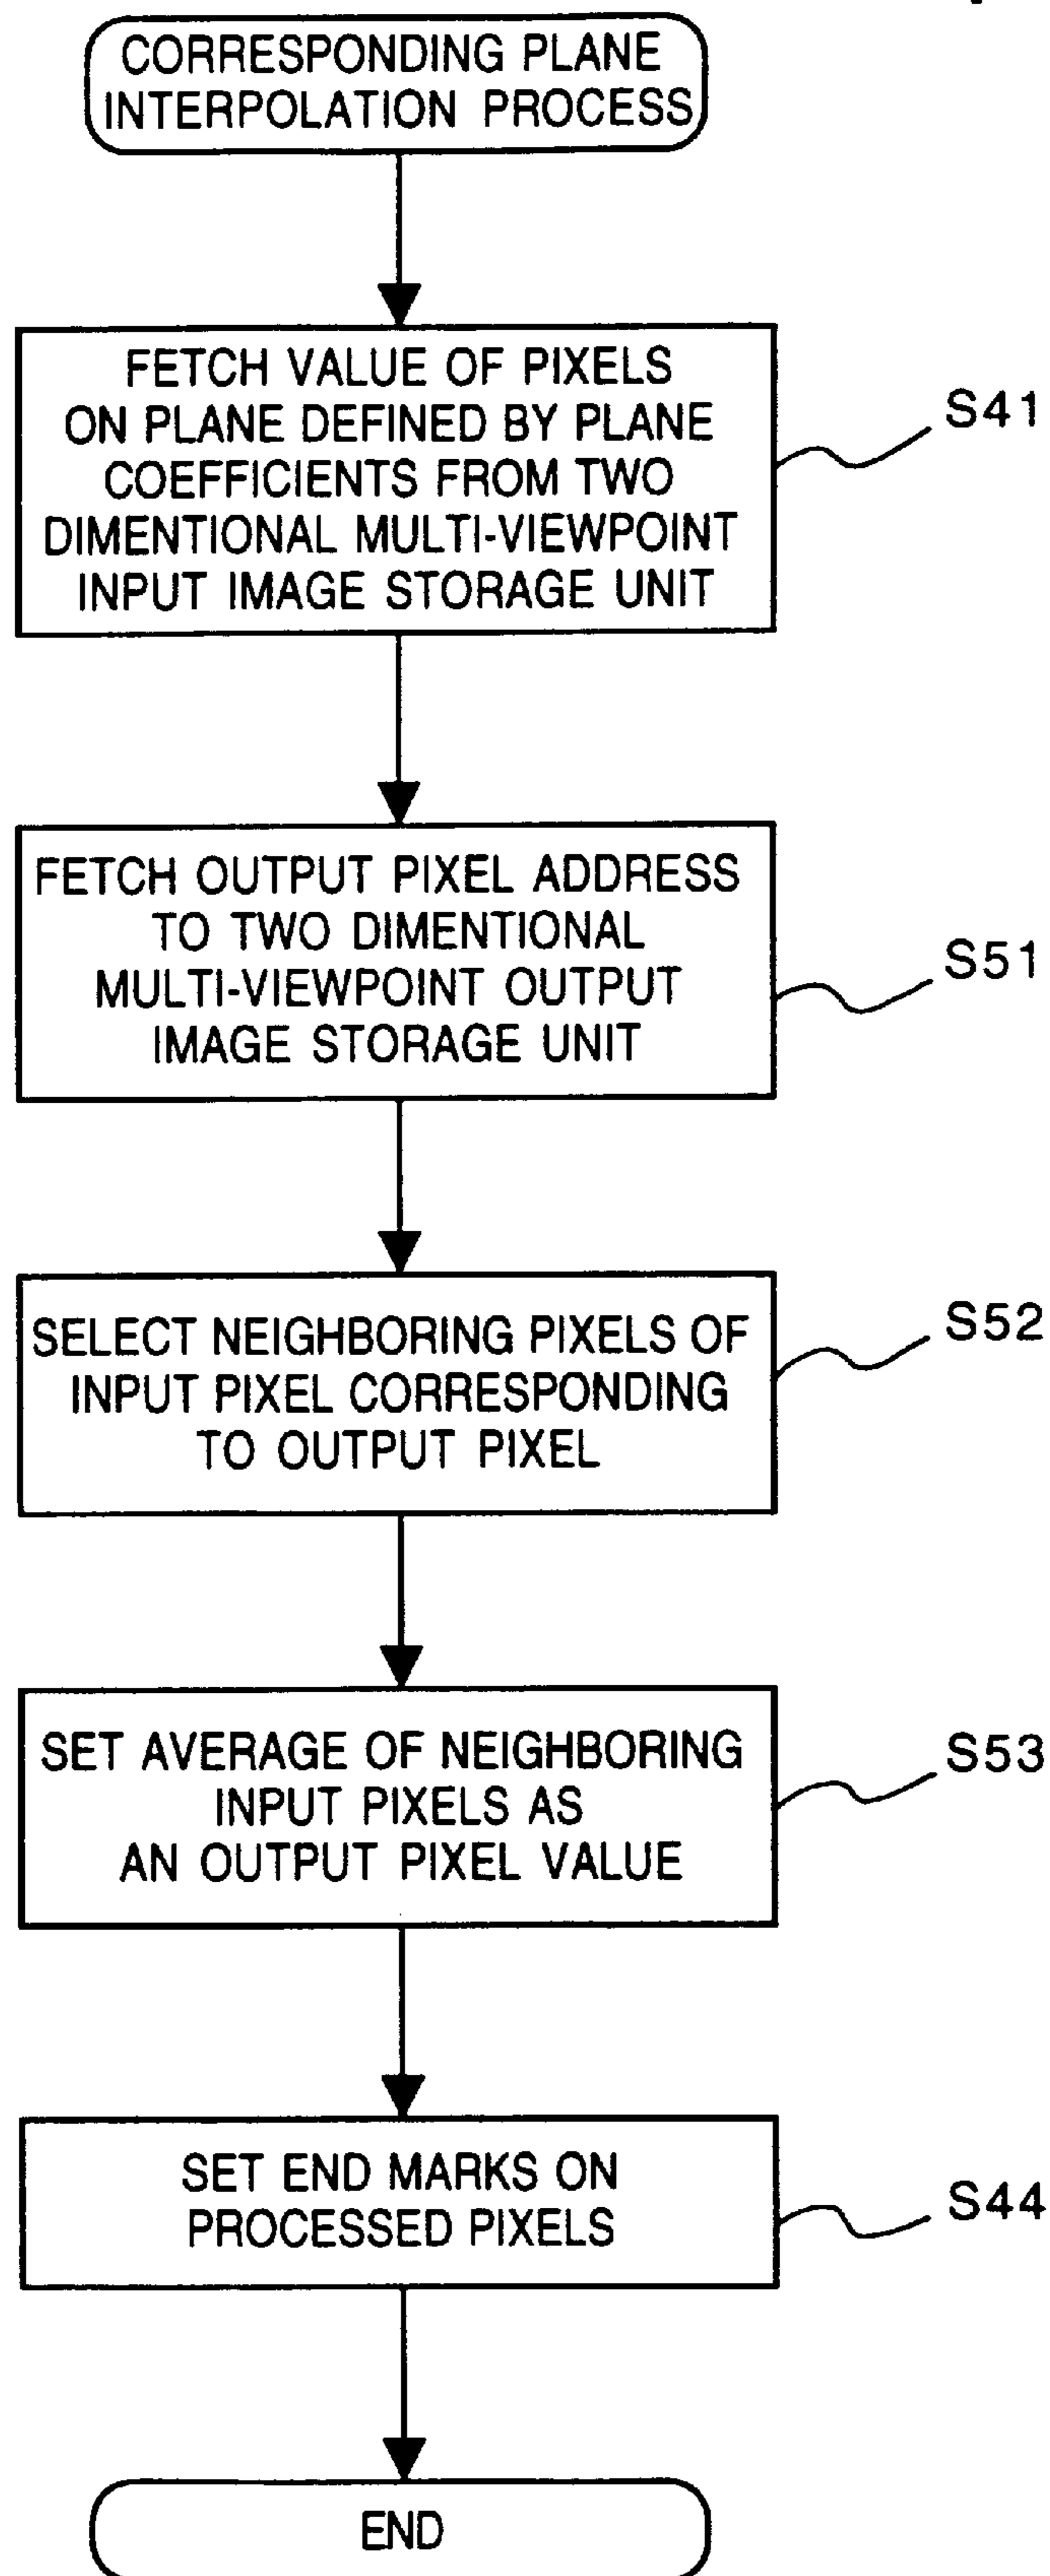 CORRESPONDING PLANE
INTERPOLATION PROCESS
FETCH VALUE OF PIXELS
ON PLANE DEFINED BY PLANE
COEFFICIENTS FROM TWO
DIMENTIONAL MULTI-VIEWPOINT
INPUT IMAGE STORAGE UNIT
S41
FETCH OUTPUT PIXEL ADDRESS
TO TWO DIMENTIONAL
MULTI-VIEWPOINT OUTPUT
IMAGE STORAGE UNIT
S51
SELECT NEIGHBORING PIXELS OF
INPUT PIXEL CORRESPONDING
TO OUTPUT PIXEL
S52
SET AVERAGE OF NEIGHBORING
INPUT PIXELS AS
AN OUTPUT PIXEL VALUE
S53
SET END MARKS ON
PROCESSED PIXELS
S44
END